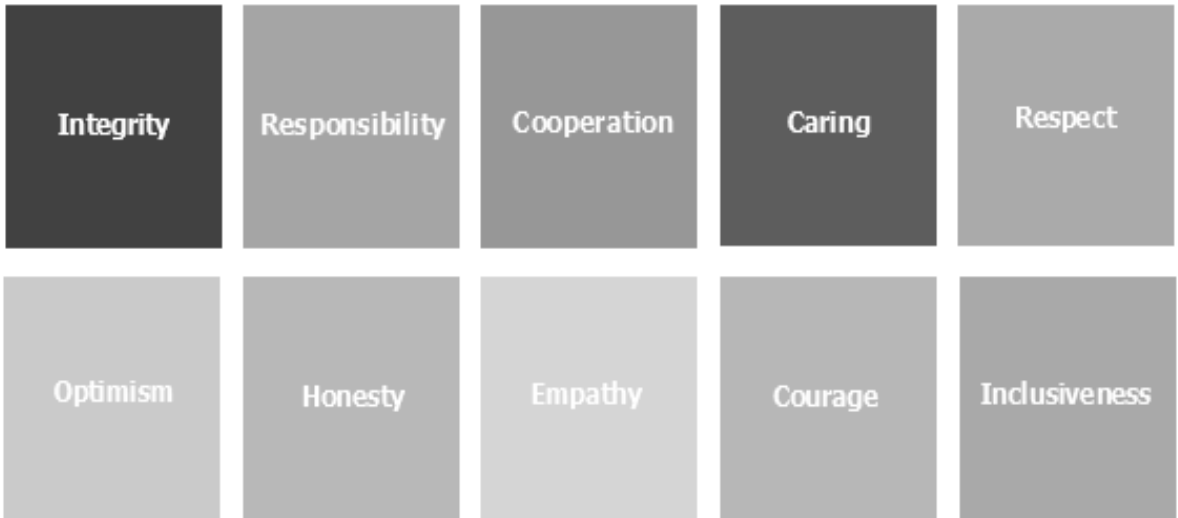 Integrity
Responsibility
Cooperation
Caring
Respect
Optimism
Honesty
Empathy
Courage
Inclusiveness